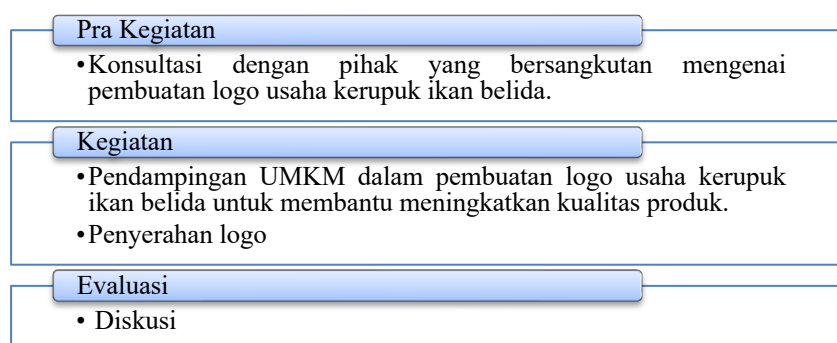 Pra Kegiatan
•Konsultasi dengan pihak yang bersangkutan mengenai
pembuatan logo usaha kerupuk ikan belida.
Kegiatan
•Pendampingan UMKM dalam pembuatan logo usaha kerupuk
ikan belida untuk membantu meningkatkan kualitas produk.
•Penyerahan logo
Evaluasi
• Diskusi